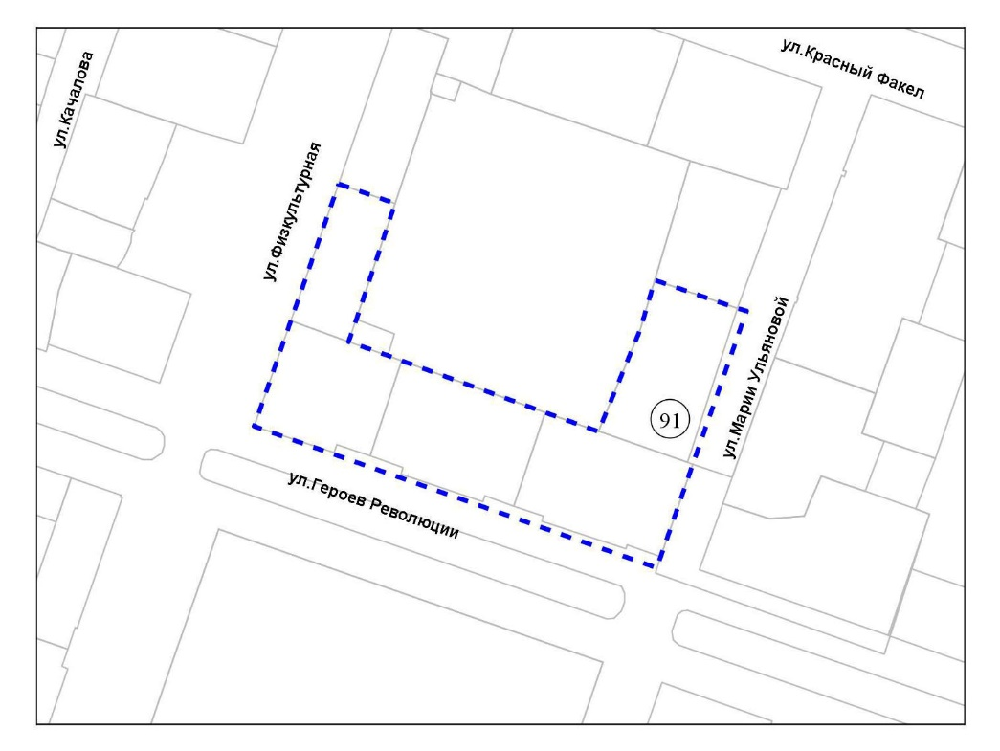 ул.Красный Факел
ул.Качалова
ул.Физкультурная
ул.Марии Ульяновой
91
ул.Героев Революции